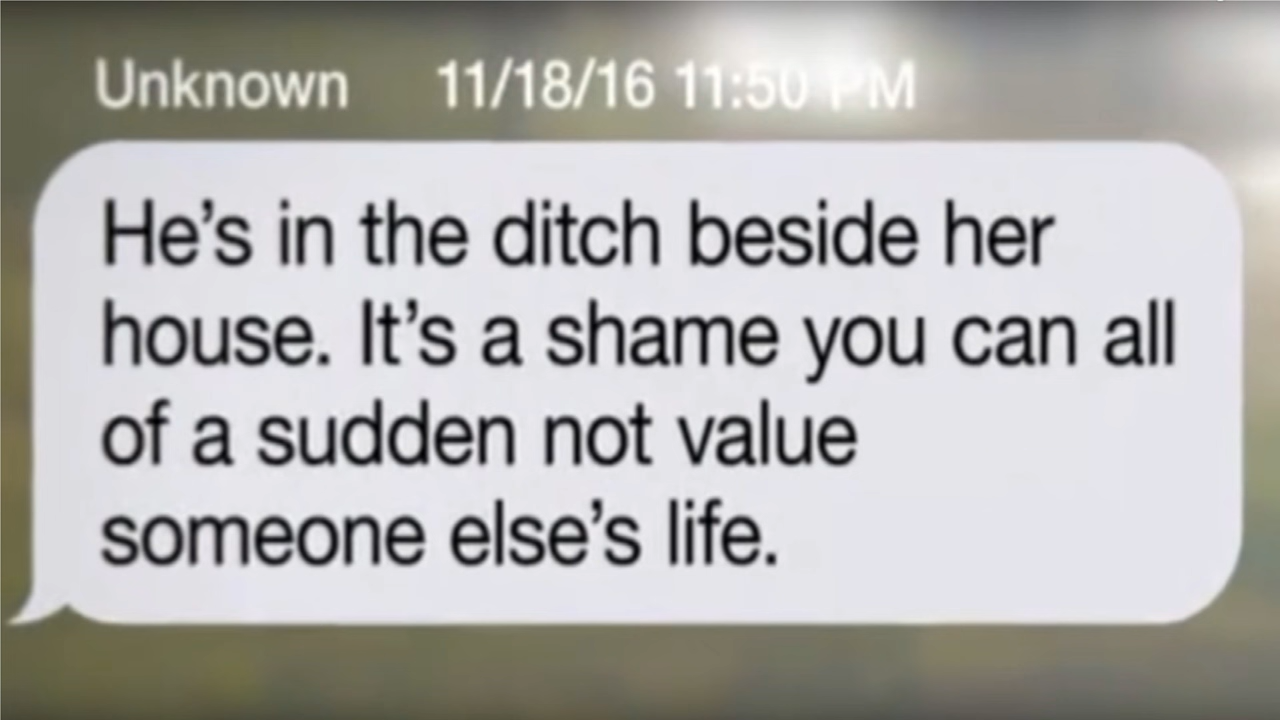 Unknown 11/18/16 11:50 PM
He's in the ditch beside her
house. It's a shame you can all
of a sudden not value
someone else's life.